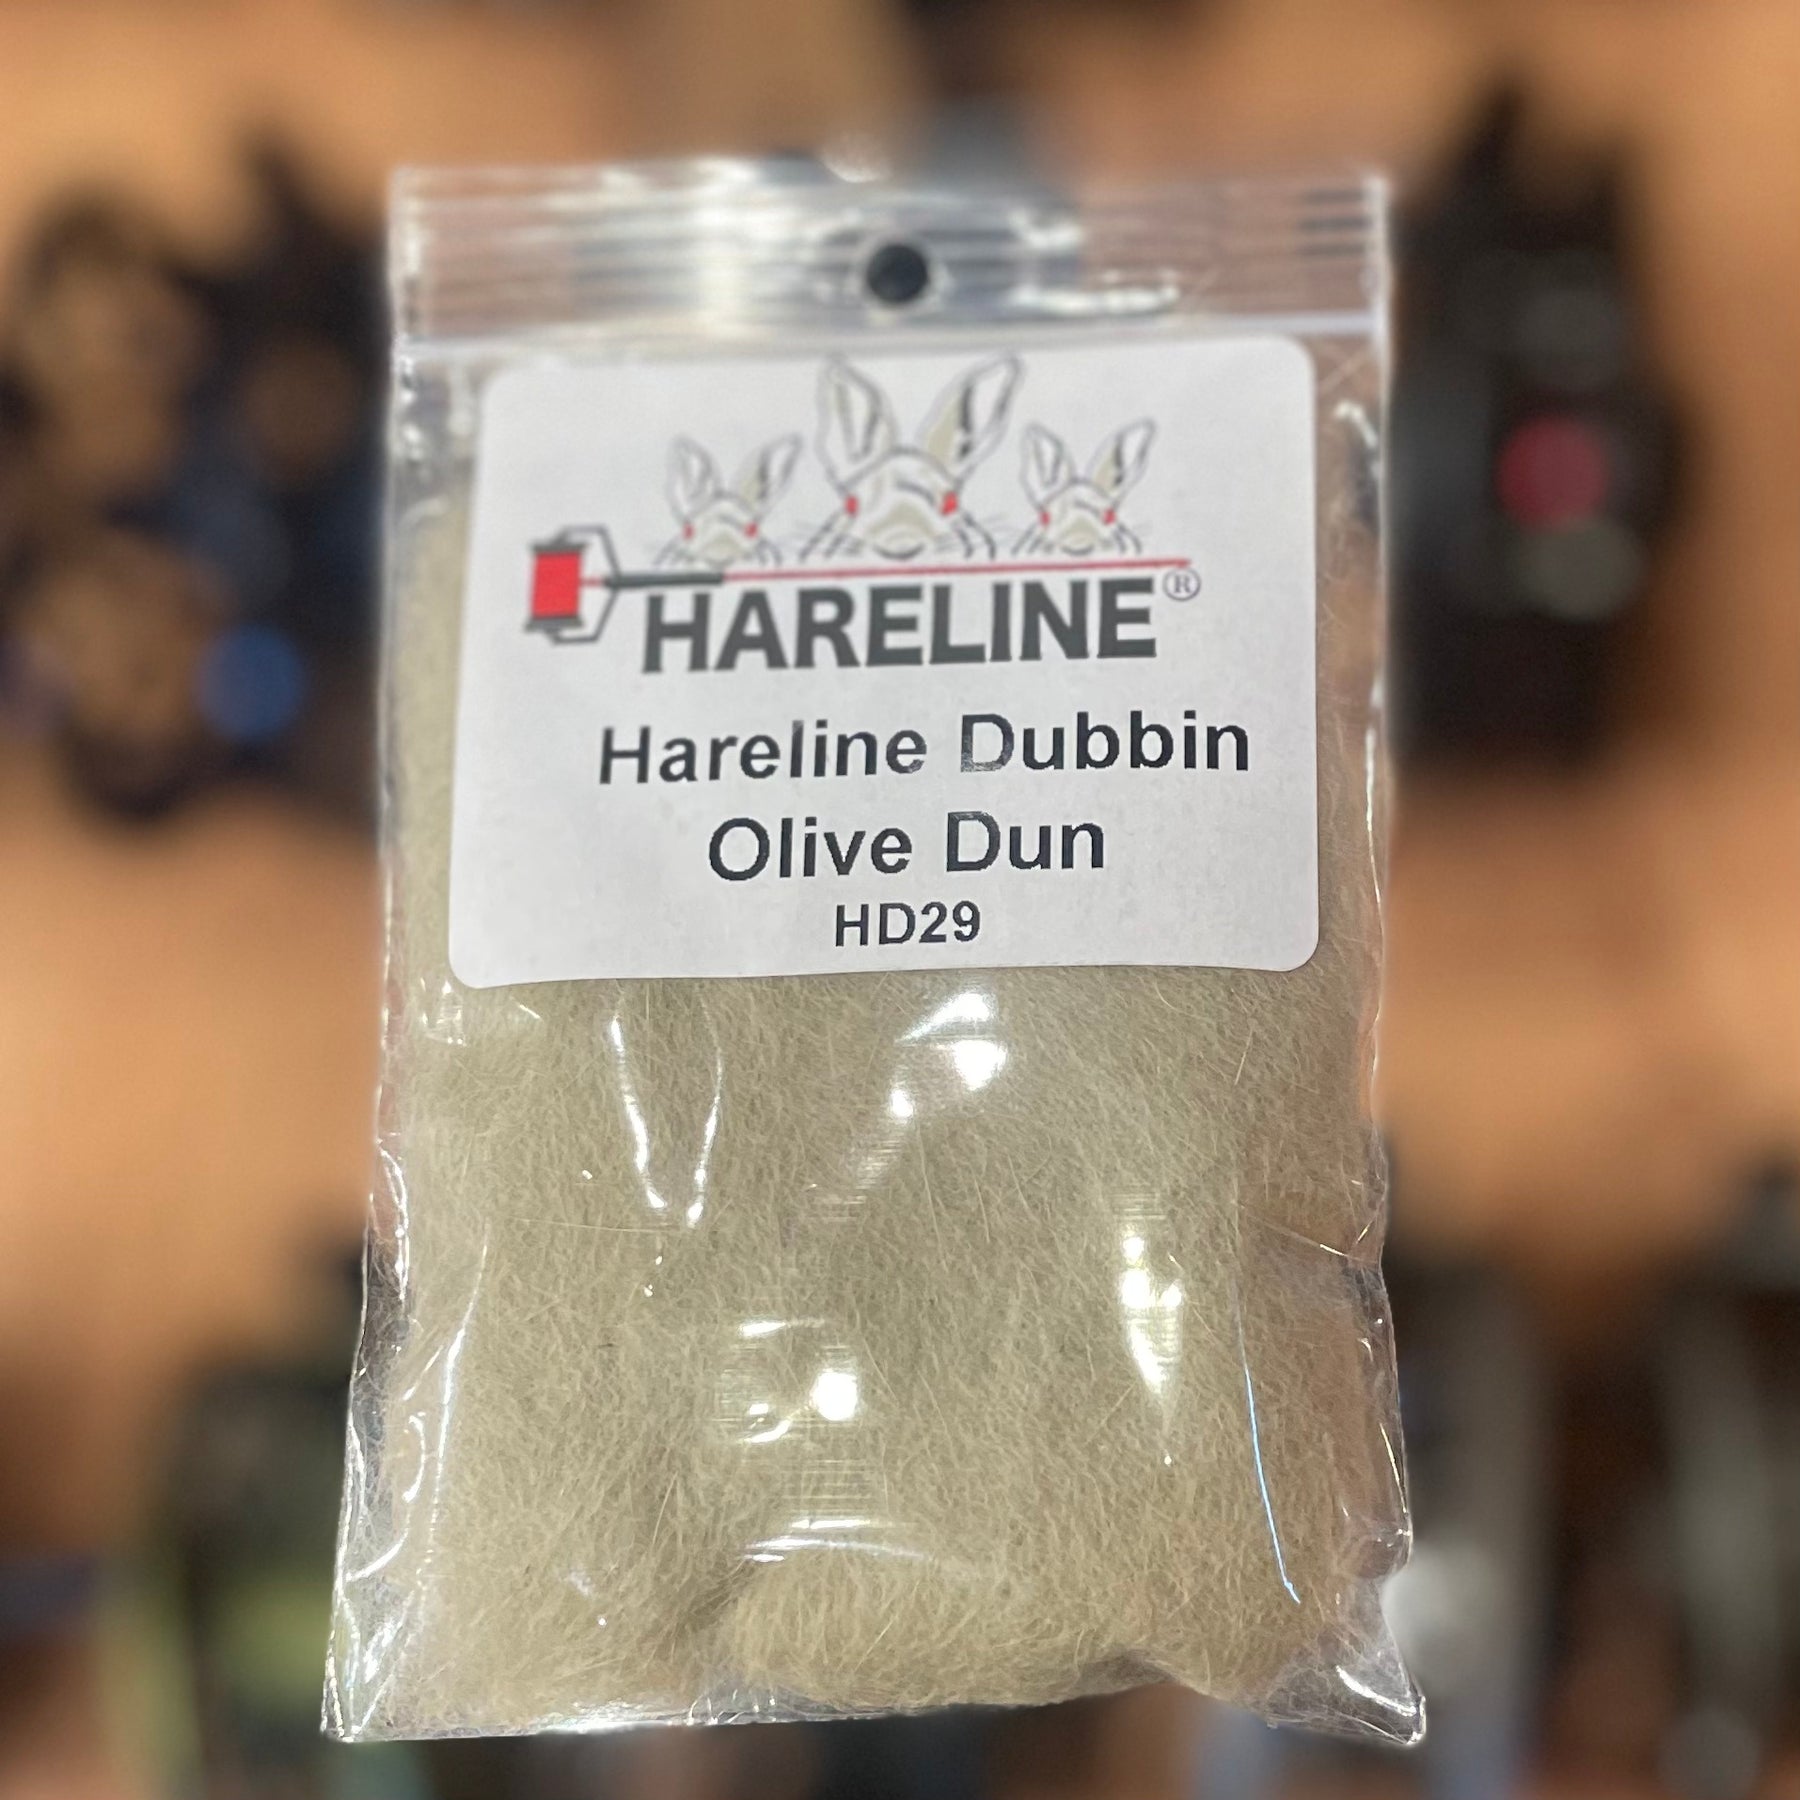 HARELINE®
Hareline Dubbin
Olive Dun
HD29